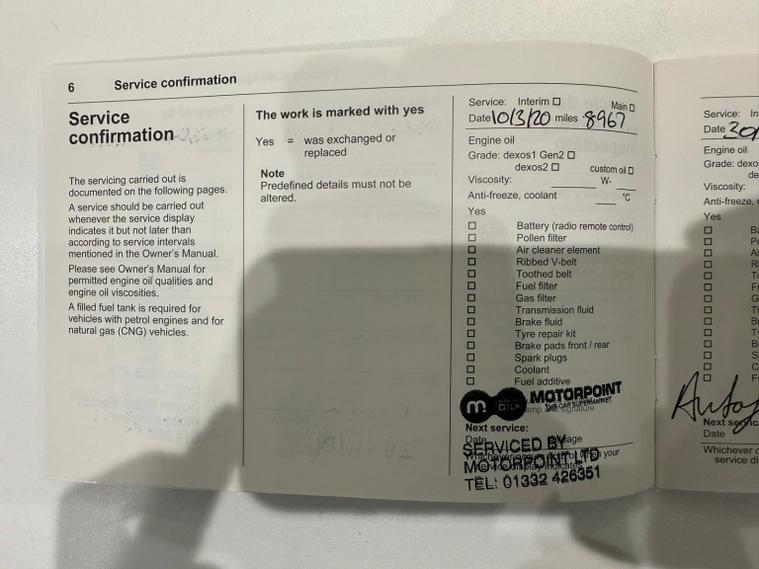 6 Service confirmation
Service
confirmation
The servicing carried out is
documented on the following pages.
A service should be carried out
whenever the service display
indicates it but not later than
according to service intervals
mentioned in the Owner's Manual.
Please see Owner's Manual for
permitted engine oil qualities and
engine oil viscosities.
A filled fuel tank is required for
vehicles with petrol engines and for
natural gas (CNG) vehicles.
The work is marked with yes
Yes = was exchanged or
replaced
Note
Predefined details must not be
altered.
Service: Interim □ Main □
Date 10/3/20 miles 8967
Engine oil
Grade: dexos1 Gen2 □
dexos2 □ custom oil □
Viscosity: W-
Anti-freeze, coolant °C
Yes
□ Battery (radio remote control)
□ Pollen filter
□ Air cleaner element
□ Ribbed V-belt
□ Toothed belt
□ Fuel filter
□ Gas filter
□ Transmission fluid
□ Brake fluid
□ Tyre repair kit
□ Brake pads front / rear
□ Spark plugs
□ Coolant
□ Fuel additive
m MOTORPOINT
THE CAR SUPERMARKET
signature
Next service:
Date
SERVICED BY
MOTORPOINT LTD
TEL: 01332 426351
Service:
Date
Engine oil
Grade:
Viscosity:
Anti-freeze,
Yes
Next service
Date
Whichever
service